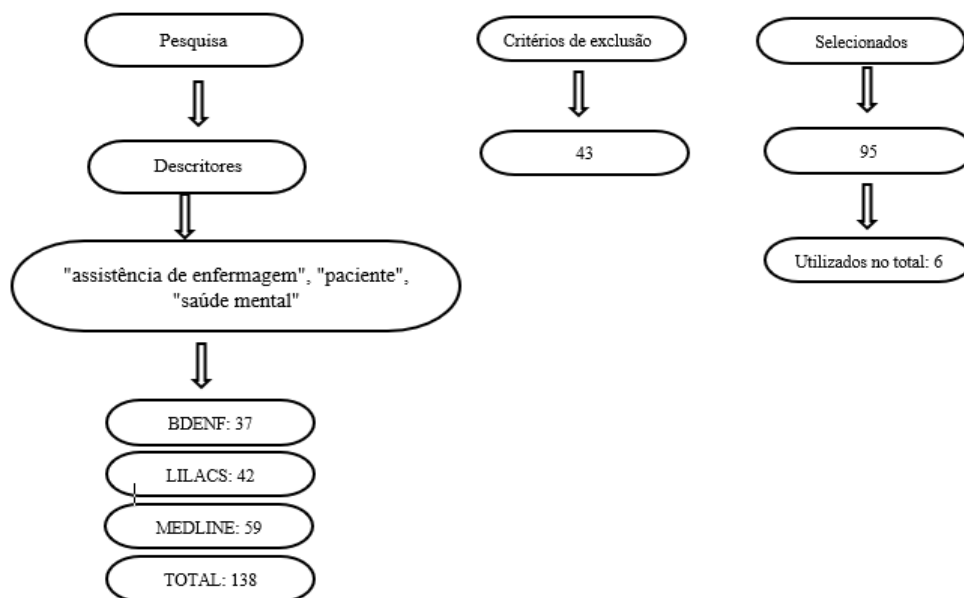 Pesquisa
Descritores
"assistência de enfermagem", "paciente",
"saúde mental"
BDENF: 37
LILACS: 42
MEDLINE: 59
TOTAL: 138
Critérios de exclusão
43
Selecionados
95
Utilizados no total: 6